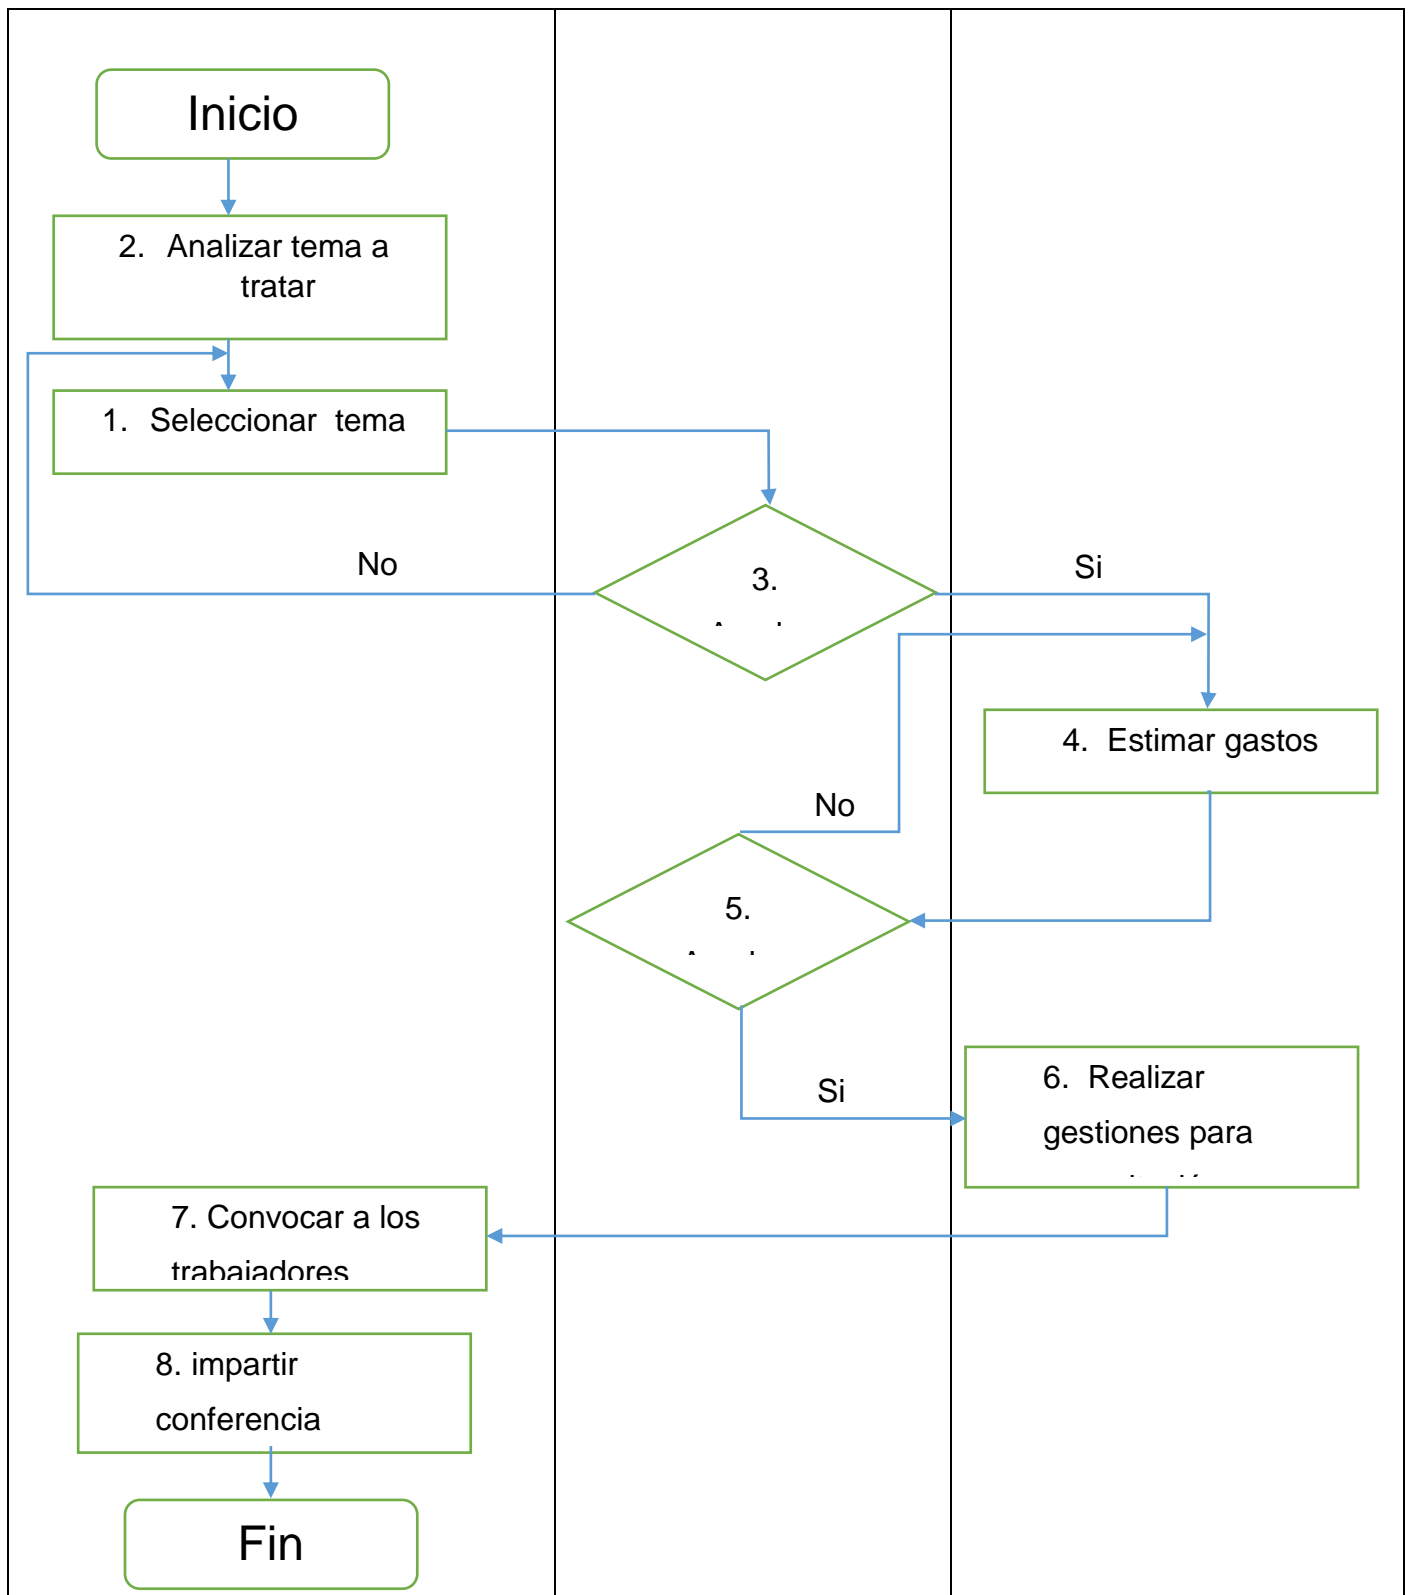 Inicio
2. Analizar tema a
tratar
1. Seleccionar tema
No
3.
Si
4. Estimar gastos
No
5.
Si
6. Realizar
gestiones para
7. Convocar a los
trabajadores
8. impartir
conferencia
Fin